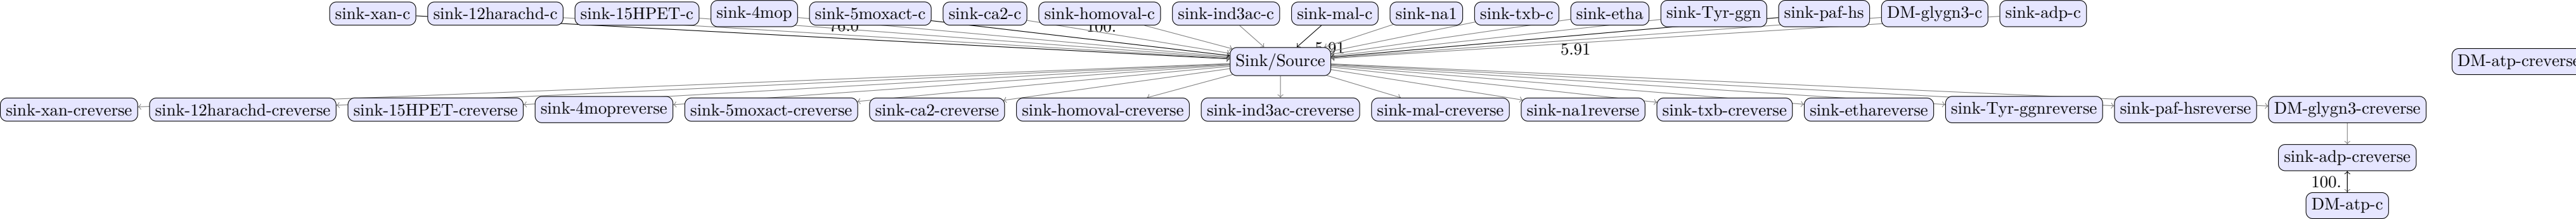 sink-xan-c sink-12harachd-c sink-15HPET-c sink-4mop sink-5moxact-c sink-ca2-c sink-homoval-c sink-ind3ac-c sink-mal-c sink-na1 sink-txb-c sink-etha sink-Tyr-ggn sink-paf-hs DM-glygn3-c sink-adp-c
76.0 100. 5.91 5.91
Sink/Source DM-atp-creverse
sink-xan-creverse sink-12harachd-creverse sink-15HPET-creverse sink-4mopreverse sink-5moxact-creverse sink-ca2-creverse sink-homoval-creverse sink-ind3ac-creverse sink-mal-creverse sink-na1reverse sink-txb-creverse sink-ethareverse sink-Tyr-ggnreverse sink-paf-hsreverse DM-glygn3-creverse
sink-adp-creverse
100.
DM-atp-c